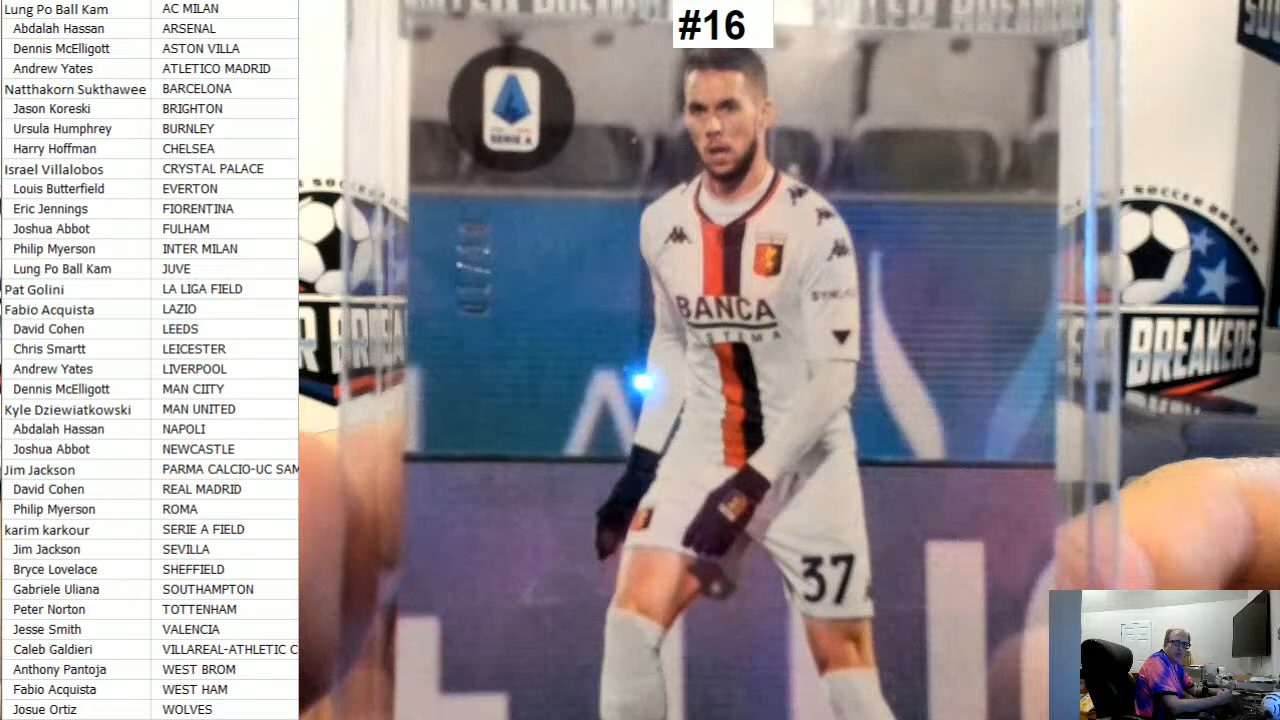 #16
Lung Po Ball Kam AC MILAN
Abdalah Hassan ARSENAL
Dennis McElligott ASTON VILLA
Andrew Yates ATLETICO MADRID
Natthakorn Sukthawee BARCELONA
Jason Koreski BRIGHTON
Ursula Humphrey BURNLEY
Harry Hoffman CHELSEA
Israel Villalobos CRYSTAL PALACE
Louis Butterfield EVERTON
Eric Jennings FIORENTINA
Joshua Abbot FULHAM
Philip Myerson INTER MILAN
Lung Po Ball Kam JUVE
Pat Golini LA LIGA FIELD
Fabio Acquista LAZIO
David Cohen LEEDS
Chris Smartt LEICESTER
Andrew Yates LIVERPOOL
Dennis McElligott MAN CIITY
Kyle Dziewiatkowski MAN UNITED
Abdalah Hassan NAPOLI
Joshua Abbot NEWCASTLE
Jim Jackson PARMA CALCIO-UC SAM
David Cohen REAL MADRID
Philip Myerson ROMA
karim karkour SERIE A FIELD
Jim Jackson SEVILLA
Bryce Lovelace SHEFFIELD
Gabriele Uliana SOUTHAMPTON
Peter Norton TOTTENHAM
Jesse Smith VALENCIA
Caleb Galdieri VILLAREAL-ATHLETIC C
Anthony Pantoja WEST BROM
Fabio Acquista WEST HAM
Josue Ortiz WOLVES
SERIE A
BANCA
SISTEMA
37
SOCCER BREAKS
BREAKERS